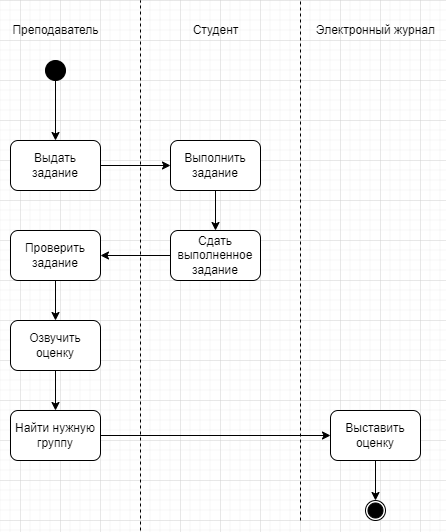 Преподаватель
Студент
Электронный журнал
Выдать
задание
Выполнить
задание
Сдать
выполненное
задание
Проверить
задание
Озвучить
оценку
Найти нужную
группу
Выставить
оценку